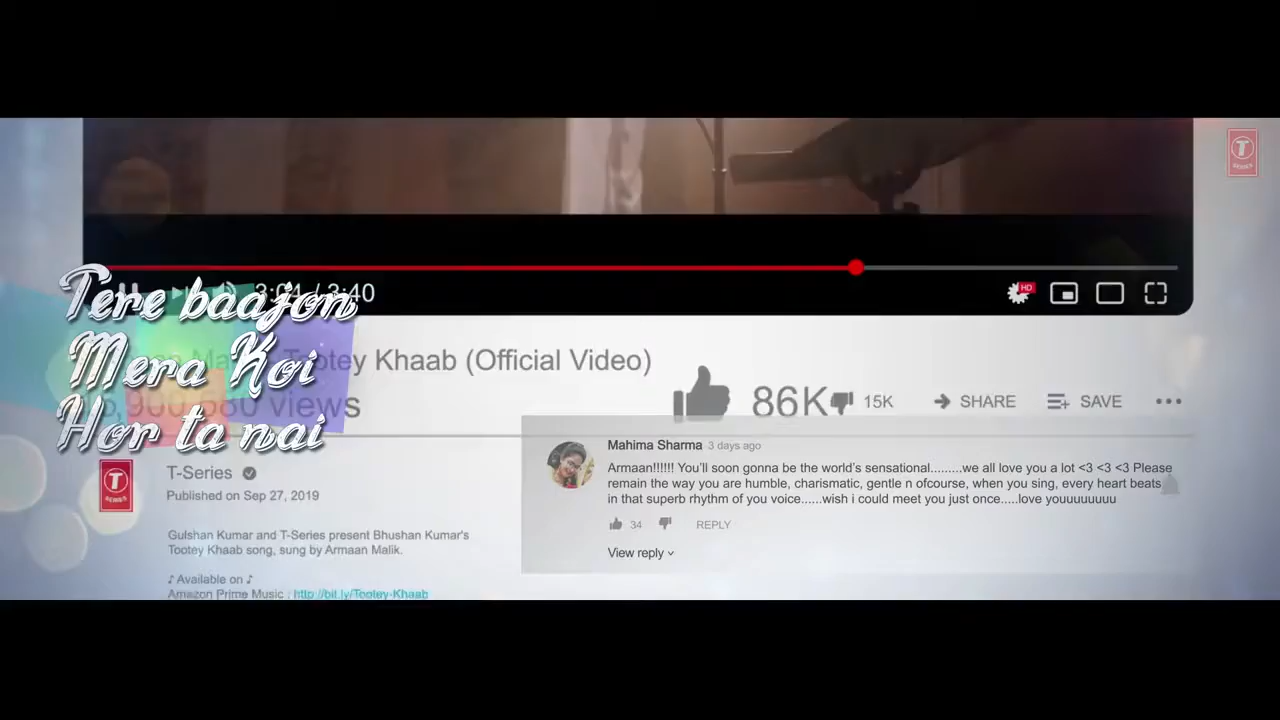 T
SERIES
HD
3:01 / 3:40
Tere baajon
Mera Koi
Hor ta nai
Tootey Khaab (Official Video)
views
86K
15K
SHARE
SAVE
T
SERIES
T-Series
Published on Sep 27, 2019
Gulshan Kumar and T-Series present Bhushan Kumar's
Tootey Khaab song, sung by Armaan Malik.
♪ Available on ♪
Amazon Prime Music : http://bit.ly/Tootey-Khaab
Mahima Sharma 3 days ago
Armaan!!!!!! You'll soon gonna be the world's sensational.........we all love you a lot <3 <3 <3 Please
remain the way you are humble, charismatic, gentle n ofcourse, when you sing, every heart beats
in that superb rhythm of you voice......wish i could meet you just once.....love youuuuuuuu
34
REPLY
View reply